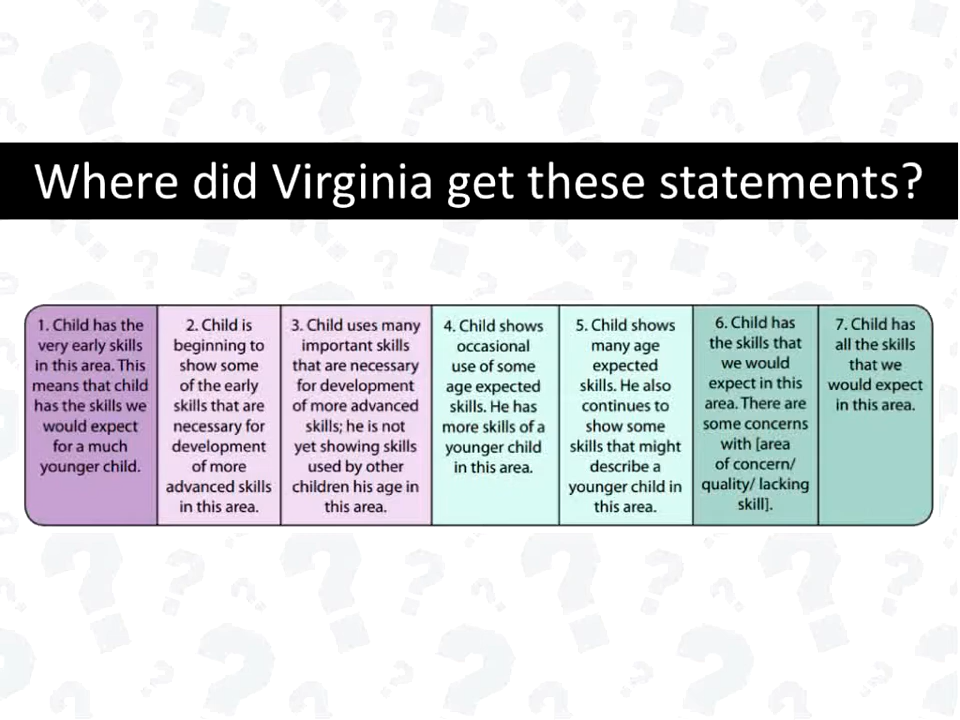 Where did Virginia get these statements?
1. Child has the
very early skills
in this area. This
means that child
has the skills we
would expect
for a much
younger child.
2. Child is
beginning to
show some
of the early
skills that are
necessary for
development
of more
advanced skills
in this area.
3. Child uses many
important skills
that are necessary
for development
of more advanced
skills; he is not
yet showing skills
used by other
children his age in
this area.
4. Child shows
occasional
use of some
age expected
skills. He has
more skills of a
younger child
in this area.
5. Child shows
many age
expected
skills. He also
continues to
show some
skills that might
describe a
younger child in
this area.
6. Child has
the skills that
we would
expect in this
area. There are
some concerns
with [area
of concern/
quality/ lacking
skill].
7. Child has
all the skills
that we
would expect
in this area.